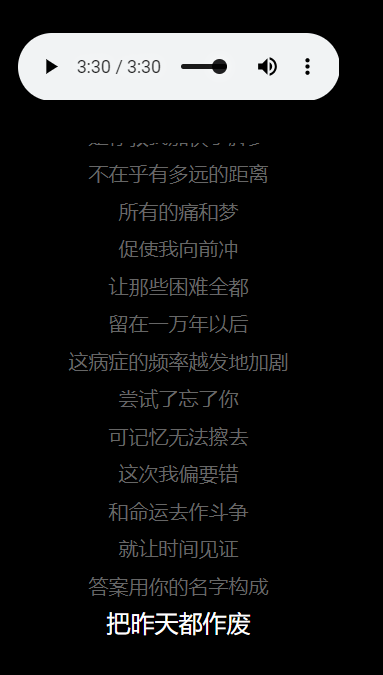 3:30 / 3:30
不在乎有多远的距离
所有的痛和梦
促使我向前冲
让那些困难全都
留在一万年以后
这病症的频率越发地加剧
尝试了忘了你
可记忆无法擦去
这次我偏要错
和命运去作斗争
就让时间见证
答案用你的名字构成
把昨天都作废